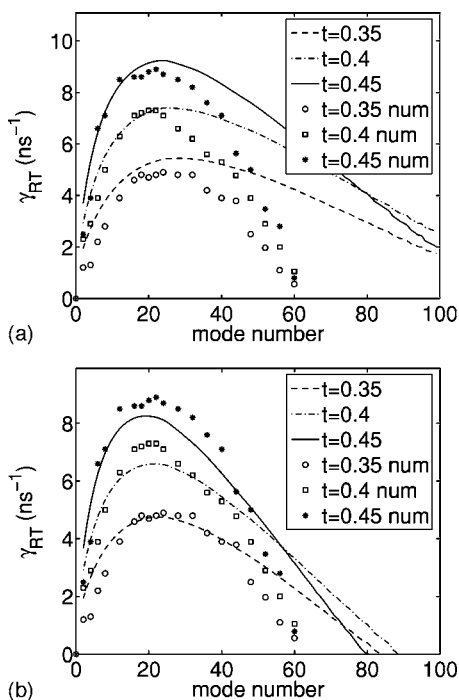 10
8
6
4
2
0
γRT (ns⁻¹)
t=0.35
t=0.4
t=0.45
t=0.35 num
t=0.4 num
t=0.45 num
0 20 40 60 80 100
mode number
(a)
8
6
4
2
0
γRT (ns⁻¹)
t=0.35
t=0.4
t=0.45
t=0.35 num
t=0.4 num
t=0.45 num
0 20 40 60 80 100
mode number
(b)